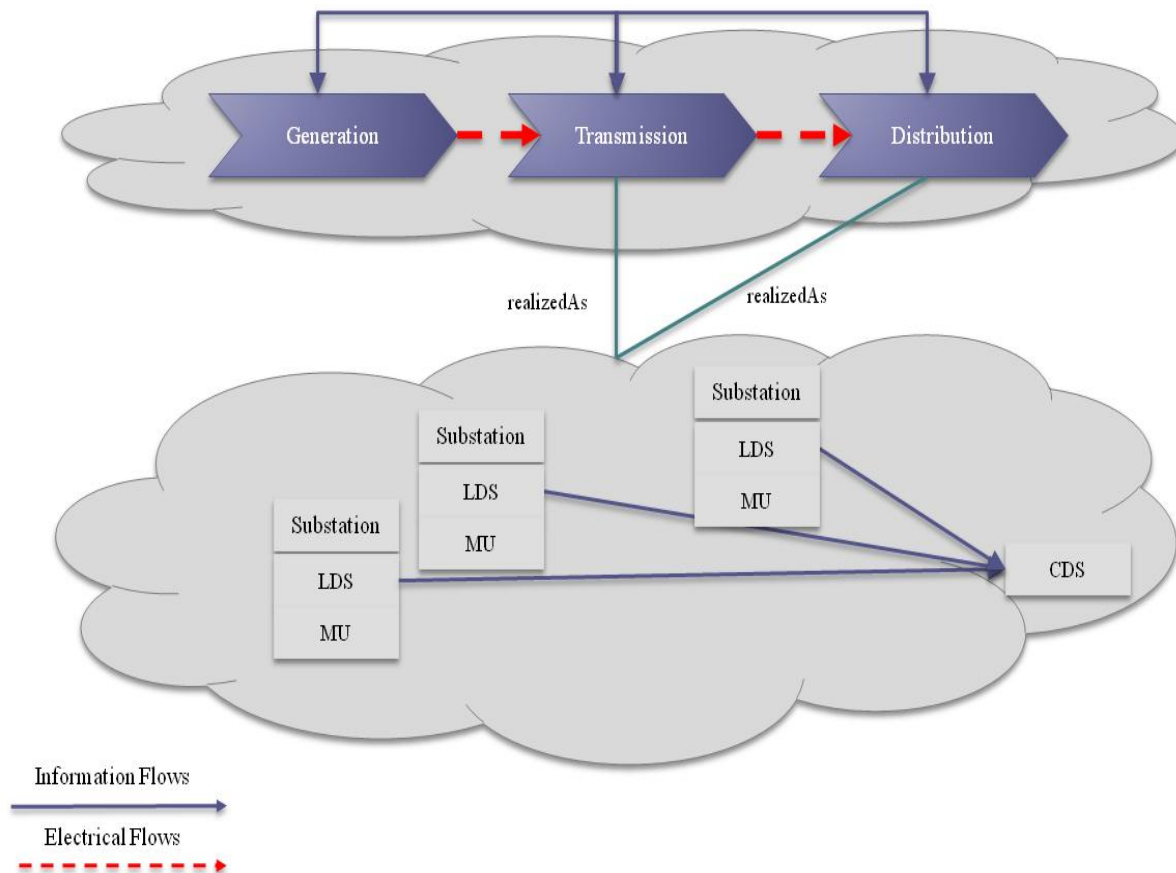 Generation
Transmission
Distribution
realizedAs
realizedAs
Substation
LDS
MU
Substation
LDS
MU
Substation
LDS
MU
CDS
Information Flows
Electrical Flows